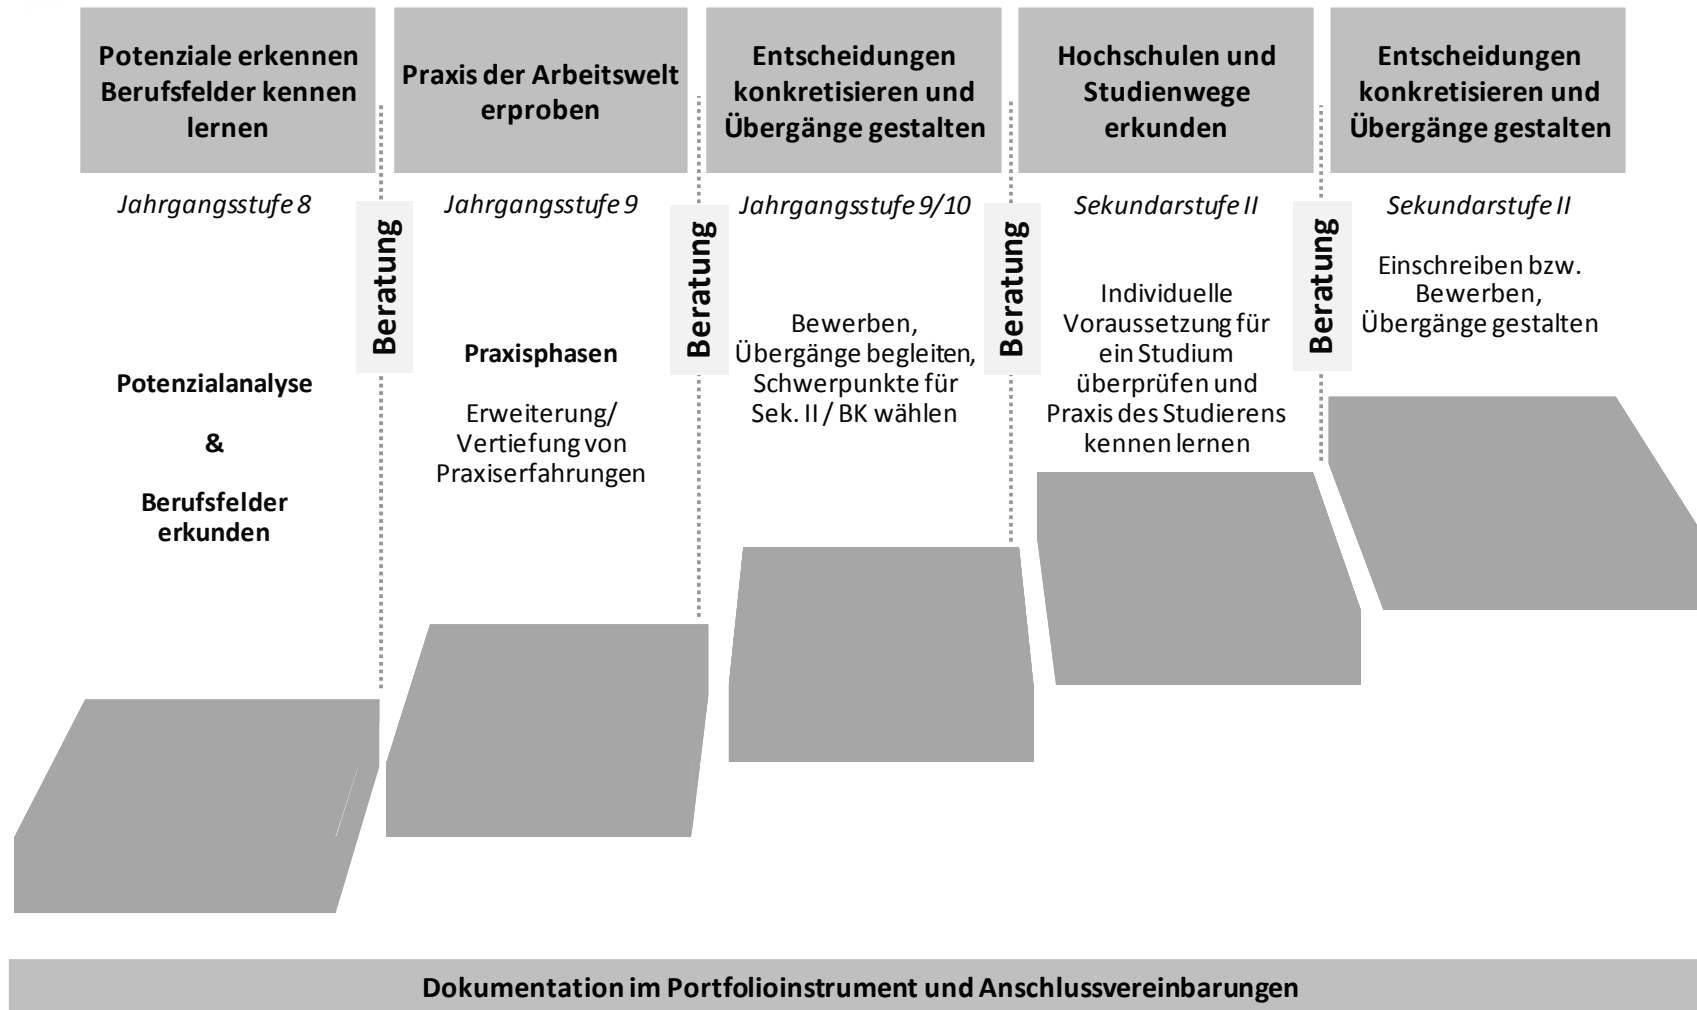 Potenziale erkennen
Berufsfelder kennen
lernen
Praxis der Arbeitswelt
erproben
Entscheidungen
konkretisieren und
Übergänge gestalten
Hochschulen und
Studienwege
erkunden
Entscheidungen
konkretisieren und
Übergänge gestalten
Jahrgangsstufe 8
Beratung
Jahrgangsstufe 9
Beratung
Jahrgangsstufe 9/10
Beratung
Sekundarstufe II
Beratung
Sekundarstufe II
Potenzialanalyse
&
Berufsfelder
erkunden
Praxisphasen
Erweiterung/
Vertiefung von
Praxiserfahrungen
Bewerben,
Übergänge begleiten,
Schwerpunkte für
Sek. II / BK wählen
Individuelle
Voraussetzung für
ein Studium
überprüfen und
Praxis des Studierens
kennen lernen
Einschreiben bzw.
Bewerben,
Übergänge gestalten
Dokumentation im Portfolioinstrument und Anschlussvereinbarungen